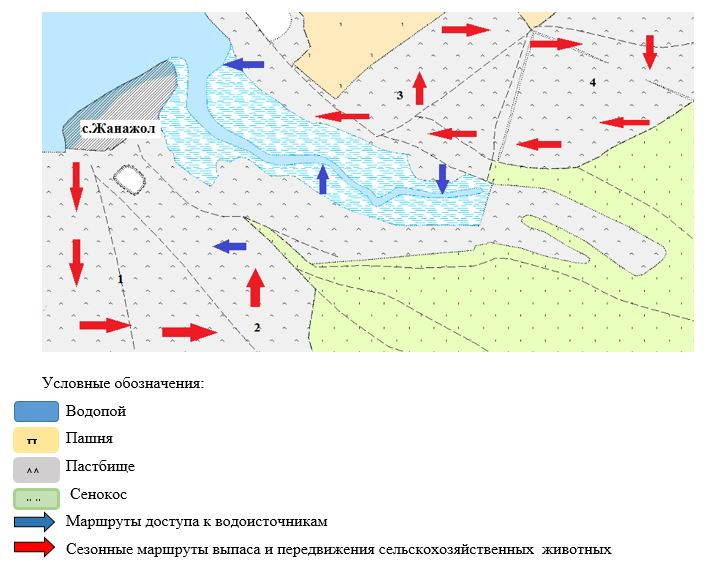 3
4
с.Жанажол
1
2
Условные обозначения:
Водопой
Пашня
Пастбище
Сенокос
Маршруты доступа к водоисточникам
Сезонные маршруты выпаса и передвижения сельскохозяйственных животных